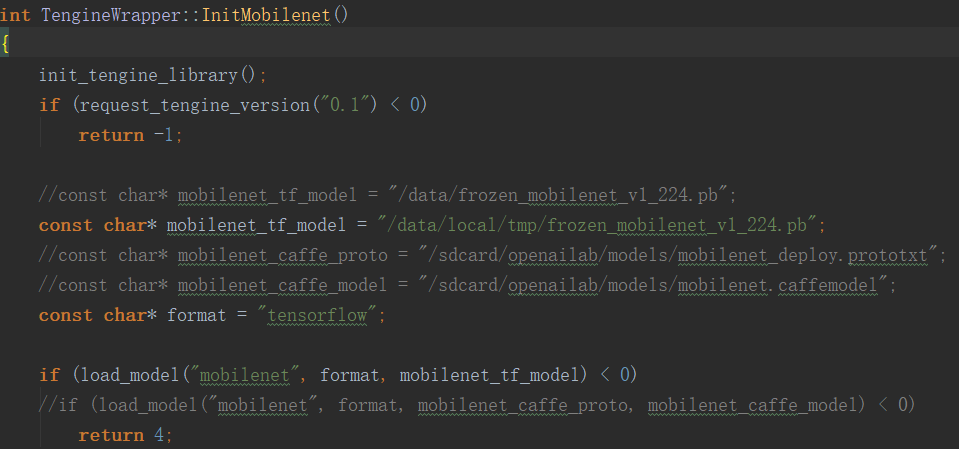 int TengineWrapper::InitMobilenet()
{
    init_tengine_library();
    if (request_tengine_version("0.1") < 0)
        return -1;

    //const char* mobilenet_tf_model = "/data/frozen_mobilenet_v1_224.pb";
    const char* mobilenet_tf_model = "/data/local/tmp/frozen_mobilenet_v1_224.pb";
    //const char* mobilenet_caffe_proto = "/sdcard/openailab/models/mobilenet_deploy.prototxt";
    //const char* mobilenet_caffe_model = "/sdcard/openailab/models/mobilenet.caffemodel";
    const char* format = "tensorflow";

    if (load_model("mobilenet", format, mobilenet_tf_model) < 0)
    //if (load_model("mobilenet", format, mobilenet_caffe_proto, mobilenet_caffe_model) < 0)
        return 4;